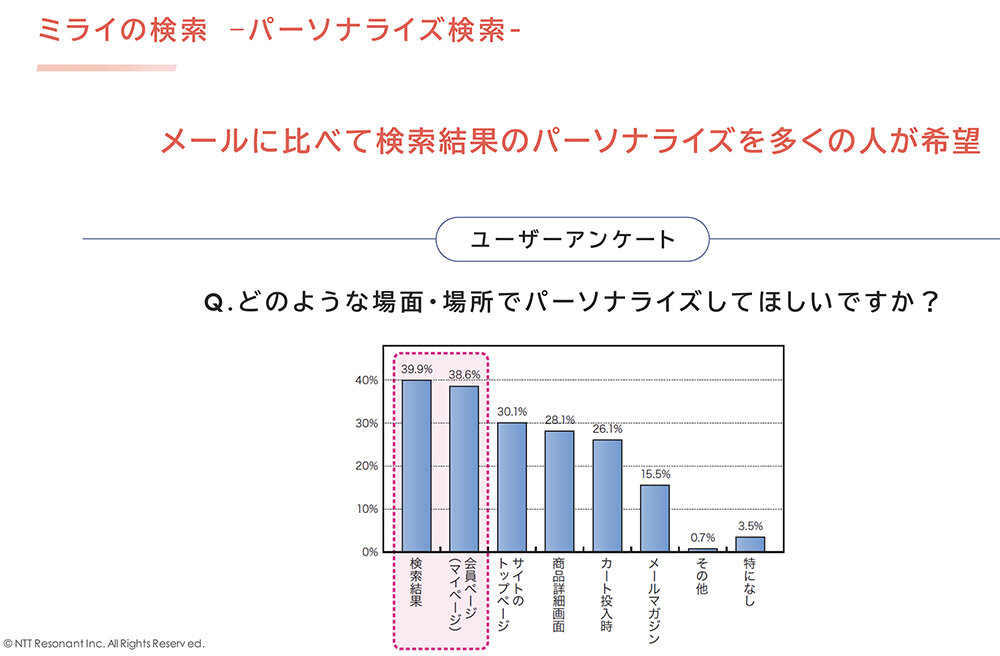 ミライの検索 -パーソナライズ検索-
メールに比べて検索結果のパーソナライズを多くの人が希望
ユーザーアンケート
Q.どのような場面・場所でパーソナライズしてほしいですか？
39.9%
38.6%
30.1%
28.1%
26.1%
15.5%
0.7%
3.5%
40%
30%
20%
10%
0%
検索結果
会員ページ
(マイページ)
サイトの
トップページ
商品詳細画面
カート投入時
メールマガジン
その他
特になし
© NTT Resonant Inc. All Rights Reserved.